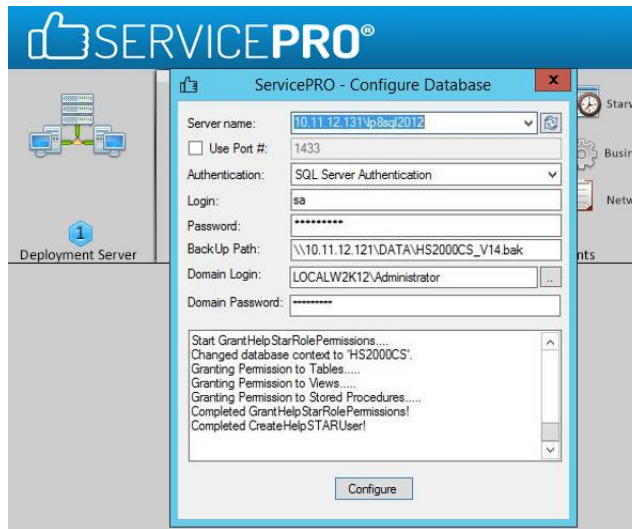 SERVICEPRO®
ServicePRO - Configure Database
x
Server name:
10.11.12.131\lp8sql2012
Use Port #:
1433
Authentication:
SQL Server Authentication
Login:
sa
Password:
*********
BackUp Path:
\\10.11.12.121\DATA\HS2000CS_V14.bak
Domain Login:
LOCALW2K12\Administrator
..
Domain Password:
Start GrantHelpStarRolePermissions....
Changed database context to 'HS2000CS'.
Granting Permission to Tables.....
Granting Permission to Views.....
Granting Permission to Stored Procedures.....
Completed GrantHelpStarRolePermissions!
Completed CreateHelpSTARUser!
Configure
1
Deployment Server
Starv
Busin
Netw
nts